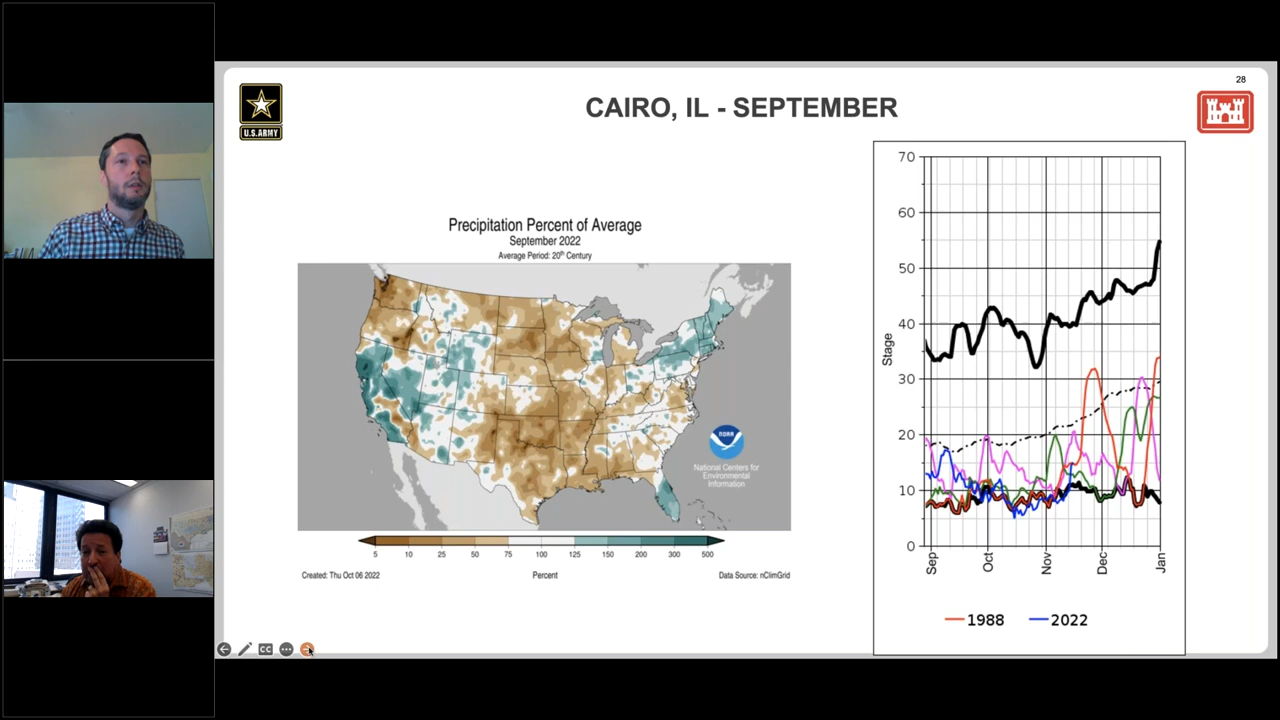 28
U.S.ARMY
CAIRO, IL - SEPTEMBER
Precipitation Percent of Average
September 2022
Average Period: 20th Century
NOAA
National Centers for
Environmental
Information
5 10 25 50 75 100 125 150 200 300 500
Created: Thu Oct 06 2022 Percent Data Source: nClimGrid
70
60
50
40
30
20
10
0
Stage
Sep Oct Nov Dec Jan
1988 2022
CC